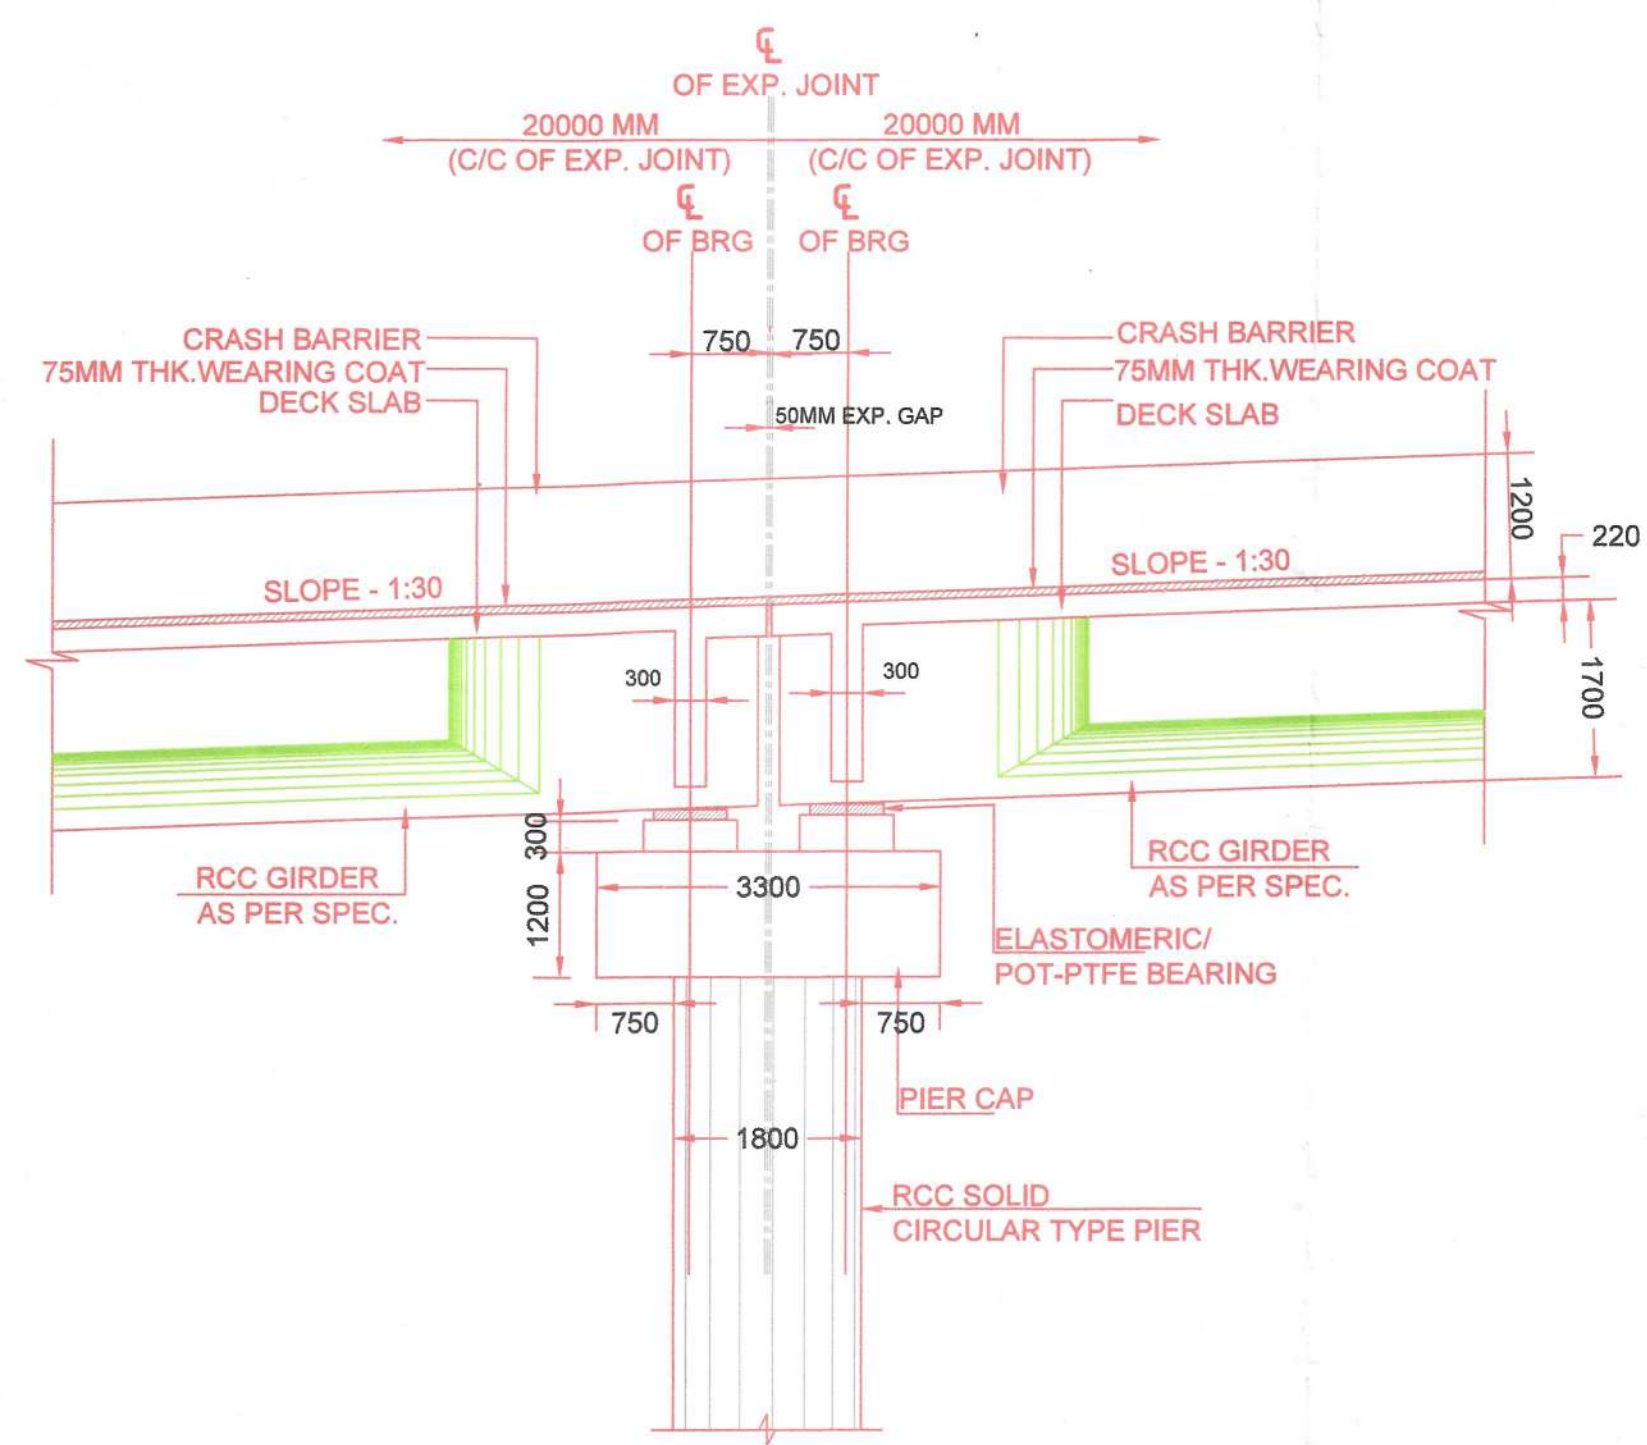 ℄
OF EXP. JOINT
20000 MM 20000 MM
(C/C OF EXP. JOINT) (C/C OF EXP. JOINT)
℄ ℄
OF BRG OF BRG
750 750
CRASH BARRIER CRASH BARRIER
75MM THK.WEARING COAT 75MM THK.WEARING COAT
DECK SLAB DECK SLAB
50MM EXP. GAP
1200
220
SLOPE - 1:30 SLOPE - 1:30
300 300
1700
300
RCC GIRDER RCC GIRDER
AS PER SPEC. AS PER SPEC.
3300
1200
ELASTOMERIC/
POT-PTFE BEARING
750 750
PIER CAP
1800
RCC SOLID
CIRCULAR TYPE PIER